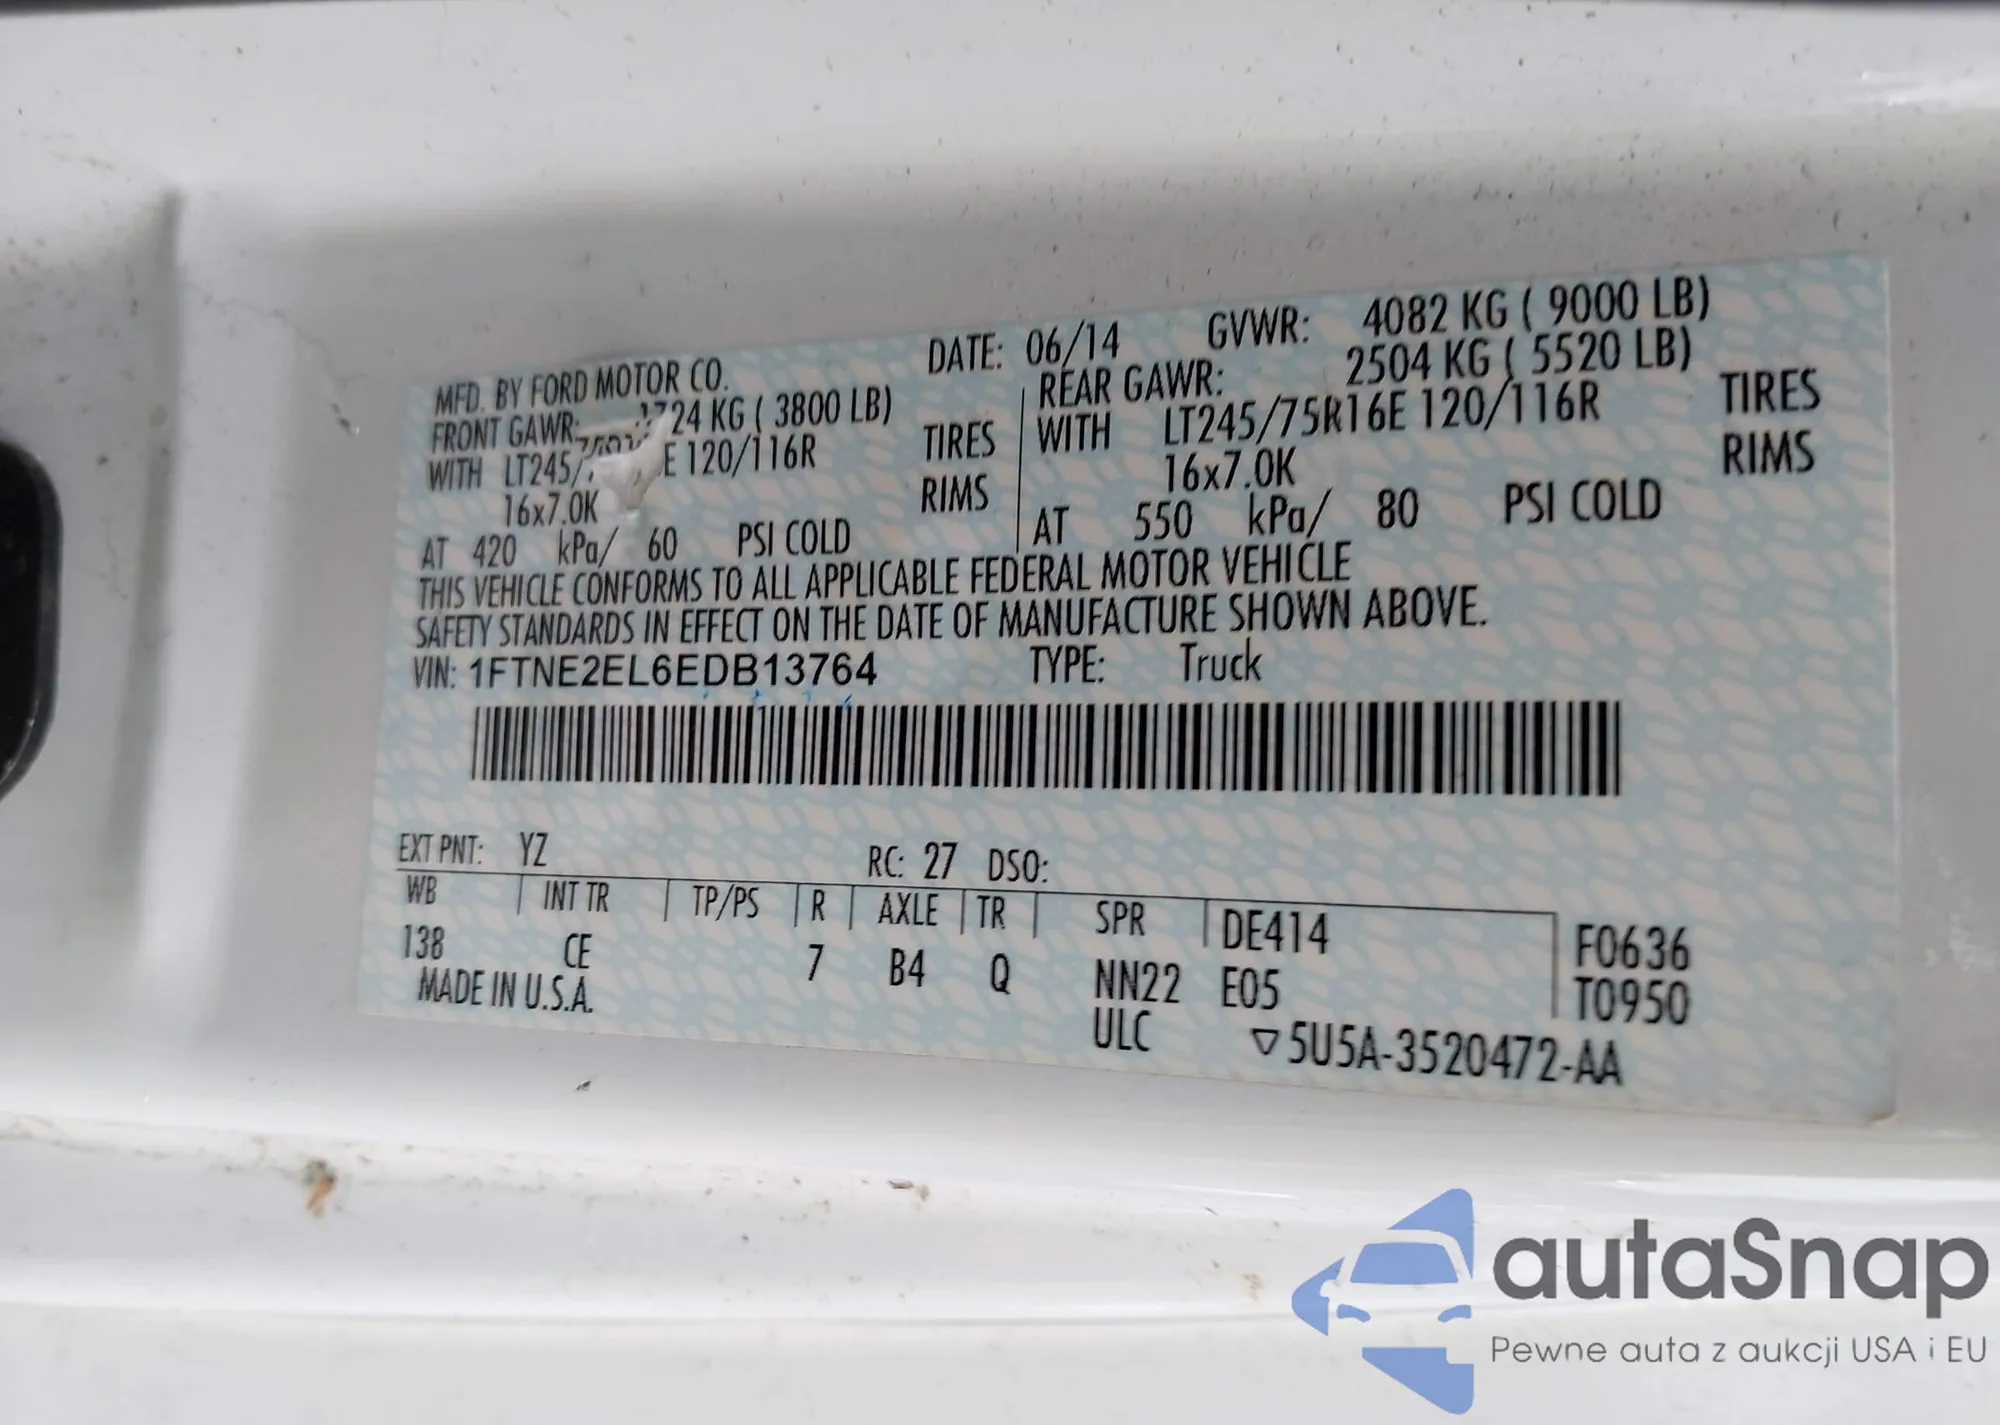 MFD. BY FORD MOTOR CO. DATE: 06/14 GVWR: 4082 KG ( 9000 LB)
FRONT GAWR: 1724 KG ( 3800 LB) REAR GAWR: 2504 KG ( 5520 LB)
WITH LT245/ E 120/116R TIRES WITH LT245/75R16E 120/116R TIRES
16x7.0K RIMS 16x7.0K RIMS
AT 420 kPa/ 60 PSI COLD AT 550 kPa/ 80 PSI COLD
THIS VEHICLE CONFORMS TO ALL APPLICABLE FEDERAL MOTOR VEHICLE
SAFETY STANDARDS IN EFFECT ON THE DATE OF MANUFACTURE SHOWN ABOVE.
VIN: 1FTNE2EL6EDB13764 TYPE: Truck
EXT PNT: YZ RC: 27 DSO:
WB INT TR TP/PS R AXLE TR SPR DE414 F0636
138 CE 7 B4 Q NN22 E05 T0950
MADE IN U.S.A. ULC ▽5U5A-3520472-AA
autaSnap
Pewne auta z aukcji USA i EU